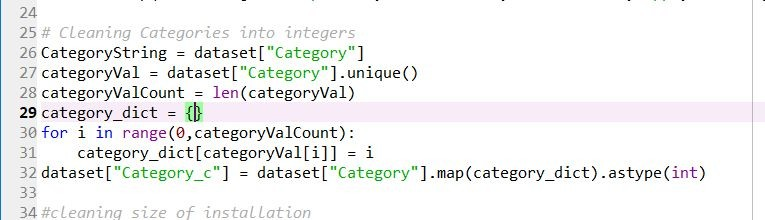 24
25 # Cleaning Categories into integers
26 CategoryString = dataset["Category"]
27 categoryVal = dataset["Category"].unique()
28 categoryValCount = len(categoryVal)
29 category_dict = {}
30 for i in range(0,categoryValCount):
31     category_dict[categoryVal[i]] = i
32 dataset["Category_c"] = dataset["Category"].map(category_dict).astype(int)
33
34 #cleaning size of installation